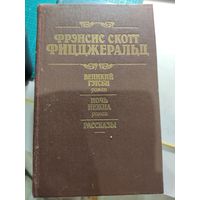 ФРЭНСИС СКОТТ
ФИЦДЖЕРАЛЬД
ВЕЛИКИЙ
ГЭТСБИ
роман
НОЧЬ
НЕЖНА
роман
РАССКАЗЫ